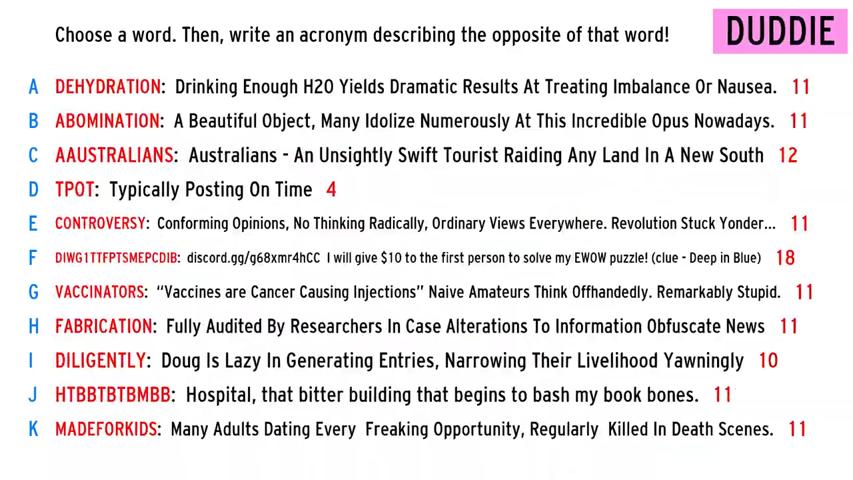 Choose a word. Then, write an acronym describing the opposite of that word!
DUDDIE
A DEHYDRATION: Drinking Enough H20 Yields Dramatic Results At Treating Imbalance Or Nausea. 11
B ABOMINATION: A Beautiful Object, Many Idolize Numerously At This Incredible Opus Nowadays. 11
C AAUSTRALIANS: Australians - An Unsightly Swift Tourist Raiding Any Land In A New South 12
D TPOT: Typically Posting On Time 4
E CONTROVERSY: Conforming Opinions, No Thinking Radically, Ordinary Views Everywhere. Revolution Stuck Yonder... 11
F DIWG1TTFPTSMEPCDIB: discord.gg/g68xmr4hCC I will give $10 to the first person to solve my EWOW puzzle! (clue - Deep in Blue) 18
G VACCINATORS: "Vaccines are Cancer Causing Injections" Naive Amateurs Think Offhandedly. Remarkably Stupid. 11
H FABRICATION: Fully Audited By Researchers In Case Alterations To Information Obfuscate News 11
I DILIGENTLY: Doug Is Lazy In Generating Entries, Narrowing Their Livelihood Yawningly 10
J HTBBTBTBMBB: Hospital, that bitter building that begins to bash my book bones. 11
K MADEFORKIDS: Many Adults Dating Every Freaking Opportunity, Regularly Killed In Death Scenes. 11